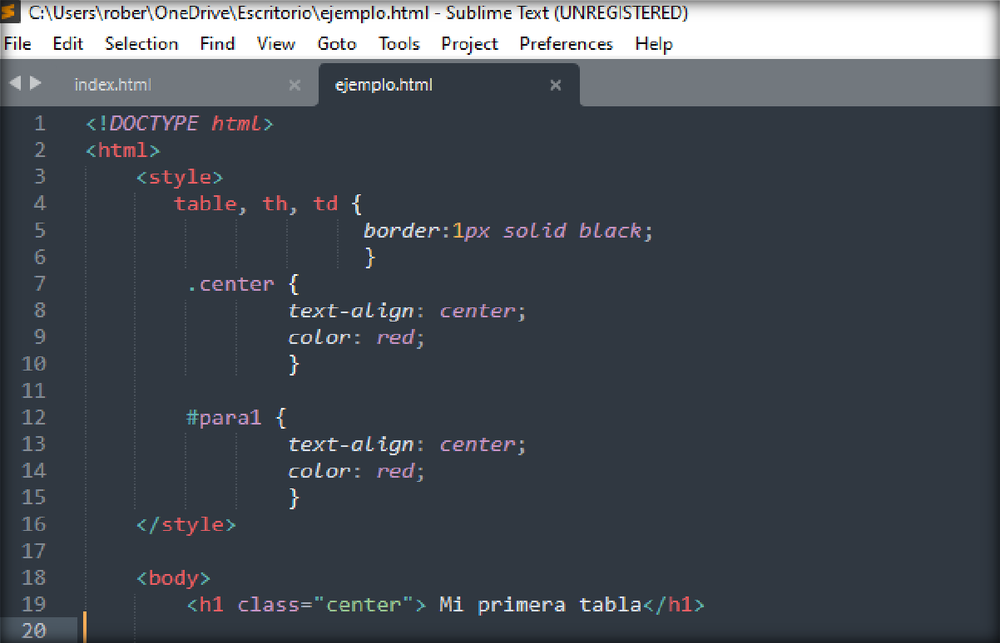 C:\Users\rober\OneDrive\Escritorio\ejemplo.html - Sublime Text (UNREGISTERED)
File Edit Selection Find View Goto Tools Project Preferences Help
index.html × ejemplo.html ×
1 <!DOCTYPE html>
2 <html>
3 <style>
4 table, th, td {
5 border:1px solid black;
6 }
7 .center {
8 text-align: center;
9 color: red;
10 }
11
12 #para1 {
13 text-align: center;
14 color: red;
15 }
16 </style>
17
18 <body>
19 <h1 class="center"> Mi primera tabla</h1>
20